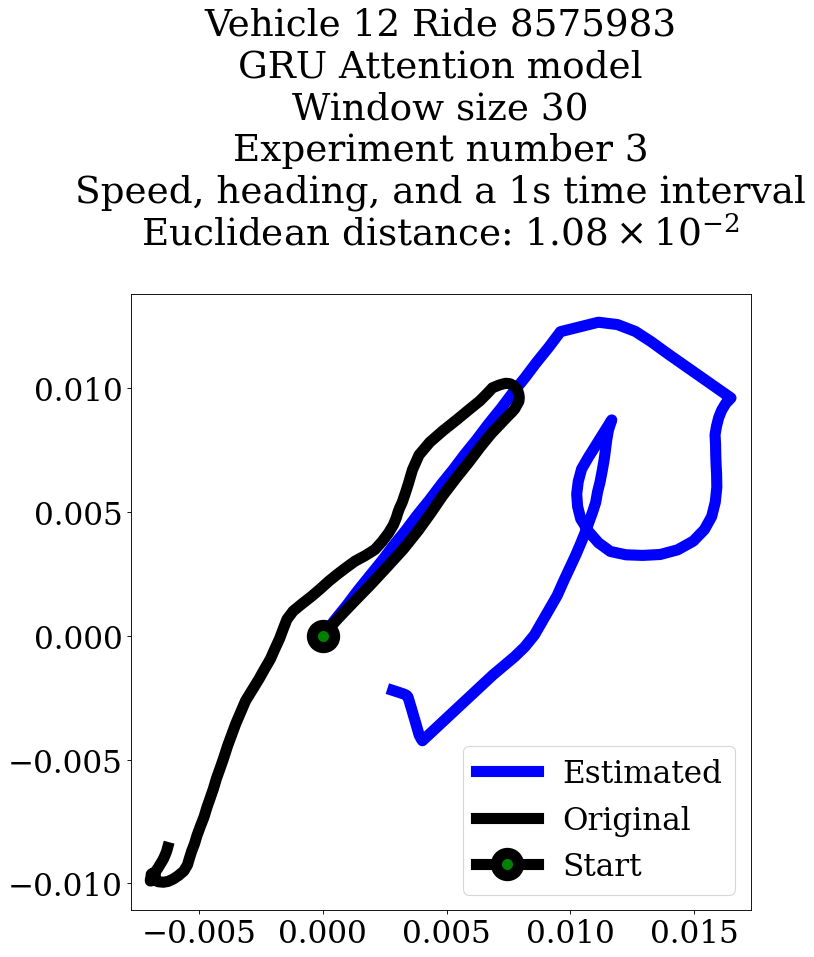 Vehicle 12 Ride 8575983
GRU Attention model
Window size 30
Experiment number 3
Speed, heading, and a 1s time interval
Euclidean distance: 1.08 × 10⁻²
0.010
0.005
0.000
−0.005
−0.010
Estimated
Original
Start
−0.005 0.000 0.005 0.010 0.015